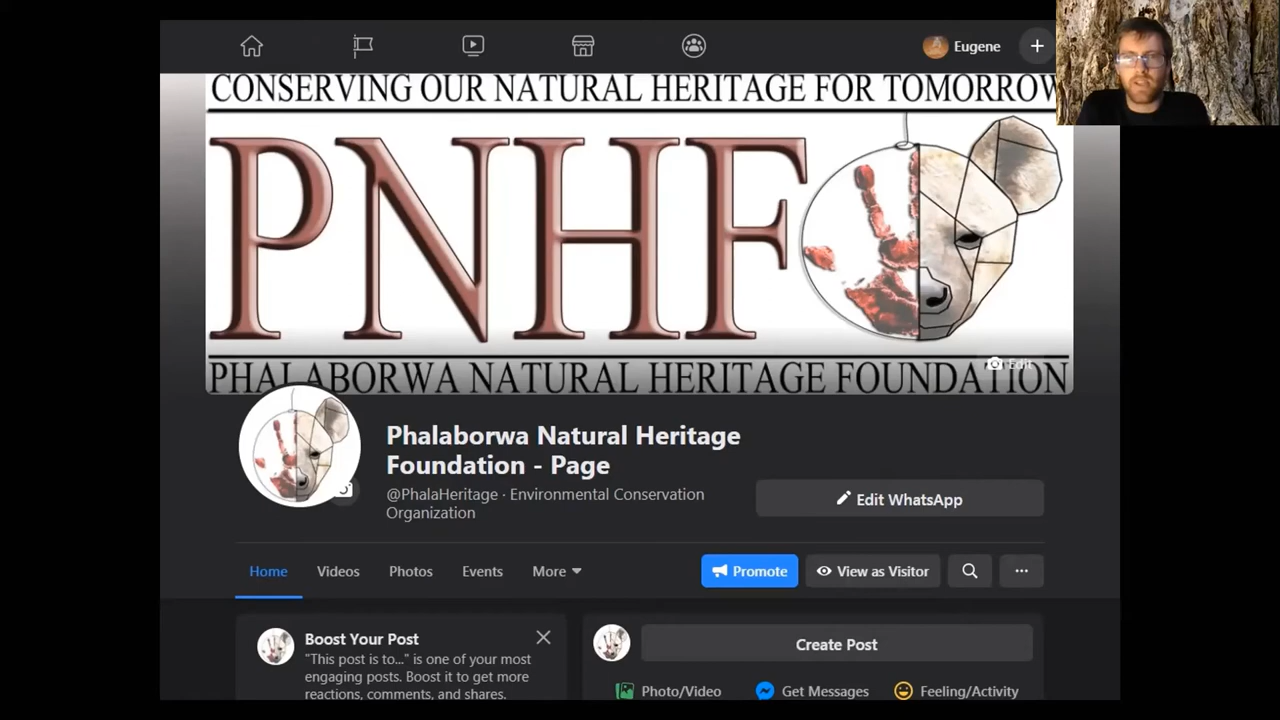 Eugene
CONSERVING OUR NATURAL HERITAGE FOR TOMORROW
PNHF
PHALABORWA NATURAL HERITAGE FOUNDATION
Edit
Phalaborwa Natural Heritage
Foundation - Page
@PhalaHeritage · Environmental Conservation
Organization
Edit WhatsApp
Home Videos Photos Events More
Promote View as Visitor ...
Boost Your Post
"This post is to..." is one of your most
engaging posts. Boost it to get more
reactions, comments, and shares.
Create Post
Photo/Video Get Messages Feeling/Activity